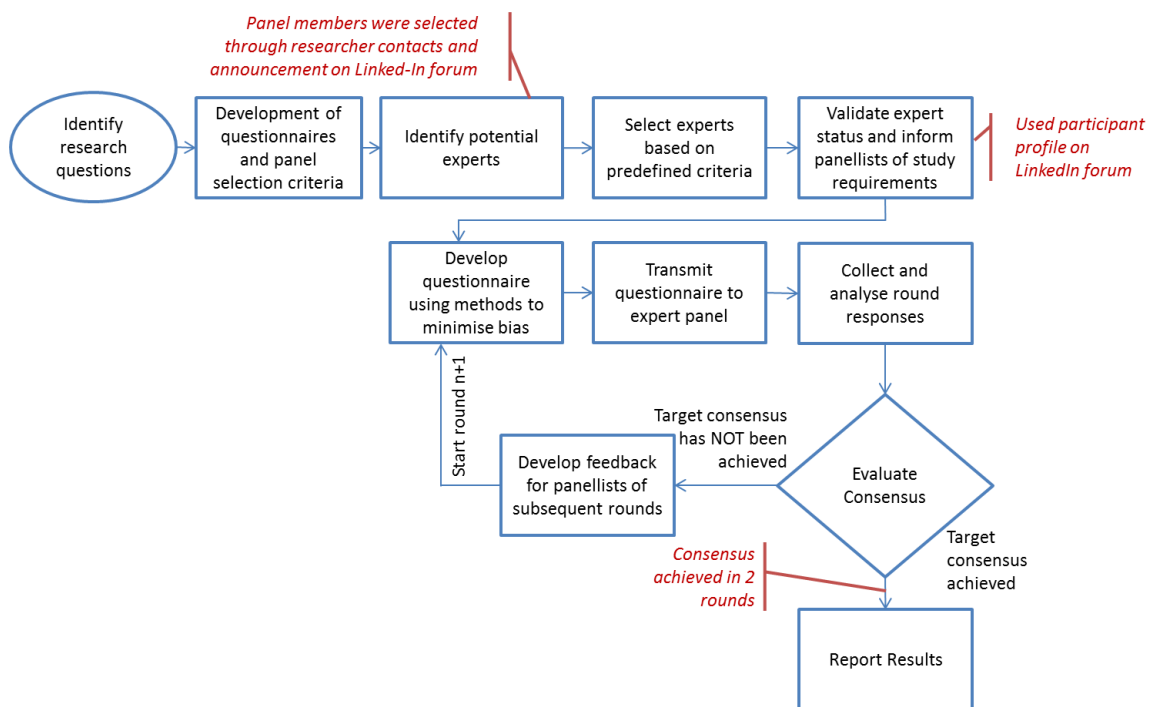 Panel members were selected
through researcher contacts and
announcement on Linked-In forum
Identify
research
questions
Development of
questionnaires
and panel
selection criteria
Identify potential
experts
Select experts
based on
predefined criteria
Validate expert
status and inform
panellists of study
requirements
Used participant
profile on
LinkedIn forum
Develop
questionnaire
using methods to
minimise bias
Transmit
questionnaire to
expert panel
Collect and
analyse round
responses
Start round n+1
Target consensus
has NOT been
achieved
Develop feedback
for panellists of
subsequent rounds
Evaluate
Consensus
Target
consensus
achieved
Consensus
achieved in 2
rounds
Report Results